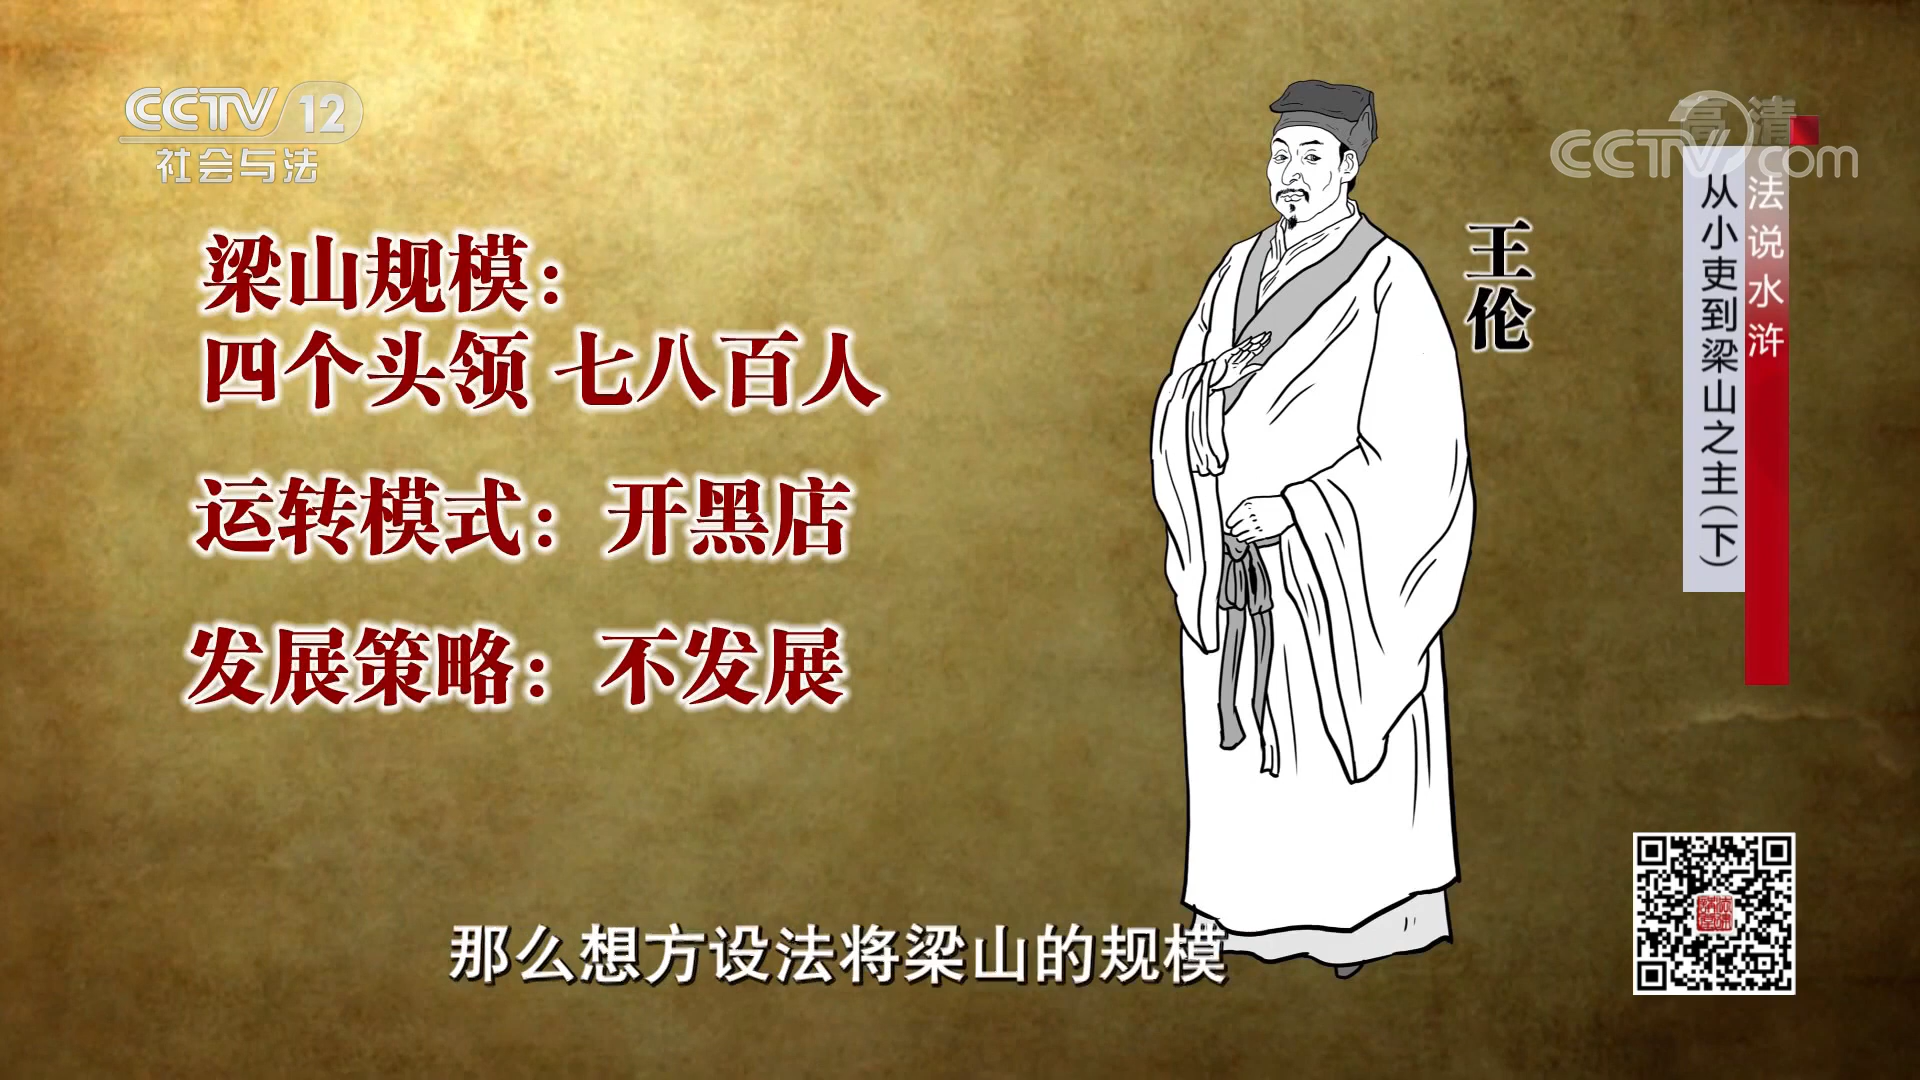 CCTV 12
社会与法
高清
CCTV com
法说水浒
从小吏到梁山之主（下）
王伦
梁山规模：
四个头领 七八百人
运转模式：开黑店
发展策略：不发展
那么想方设法将梁山的规模